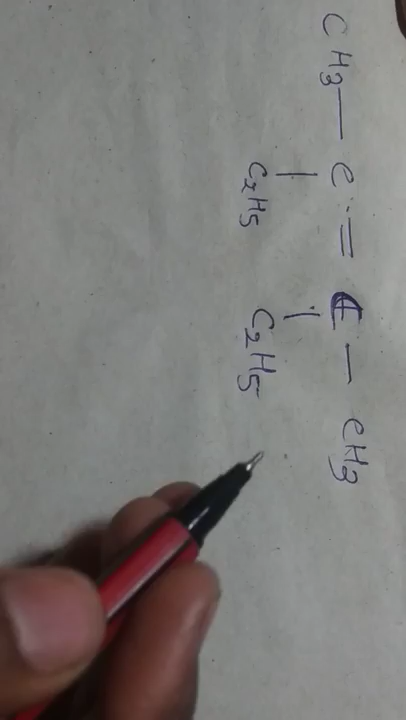 CH3 — C = C — CH3
| |
C2H5 C2H5